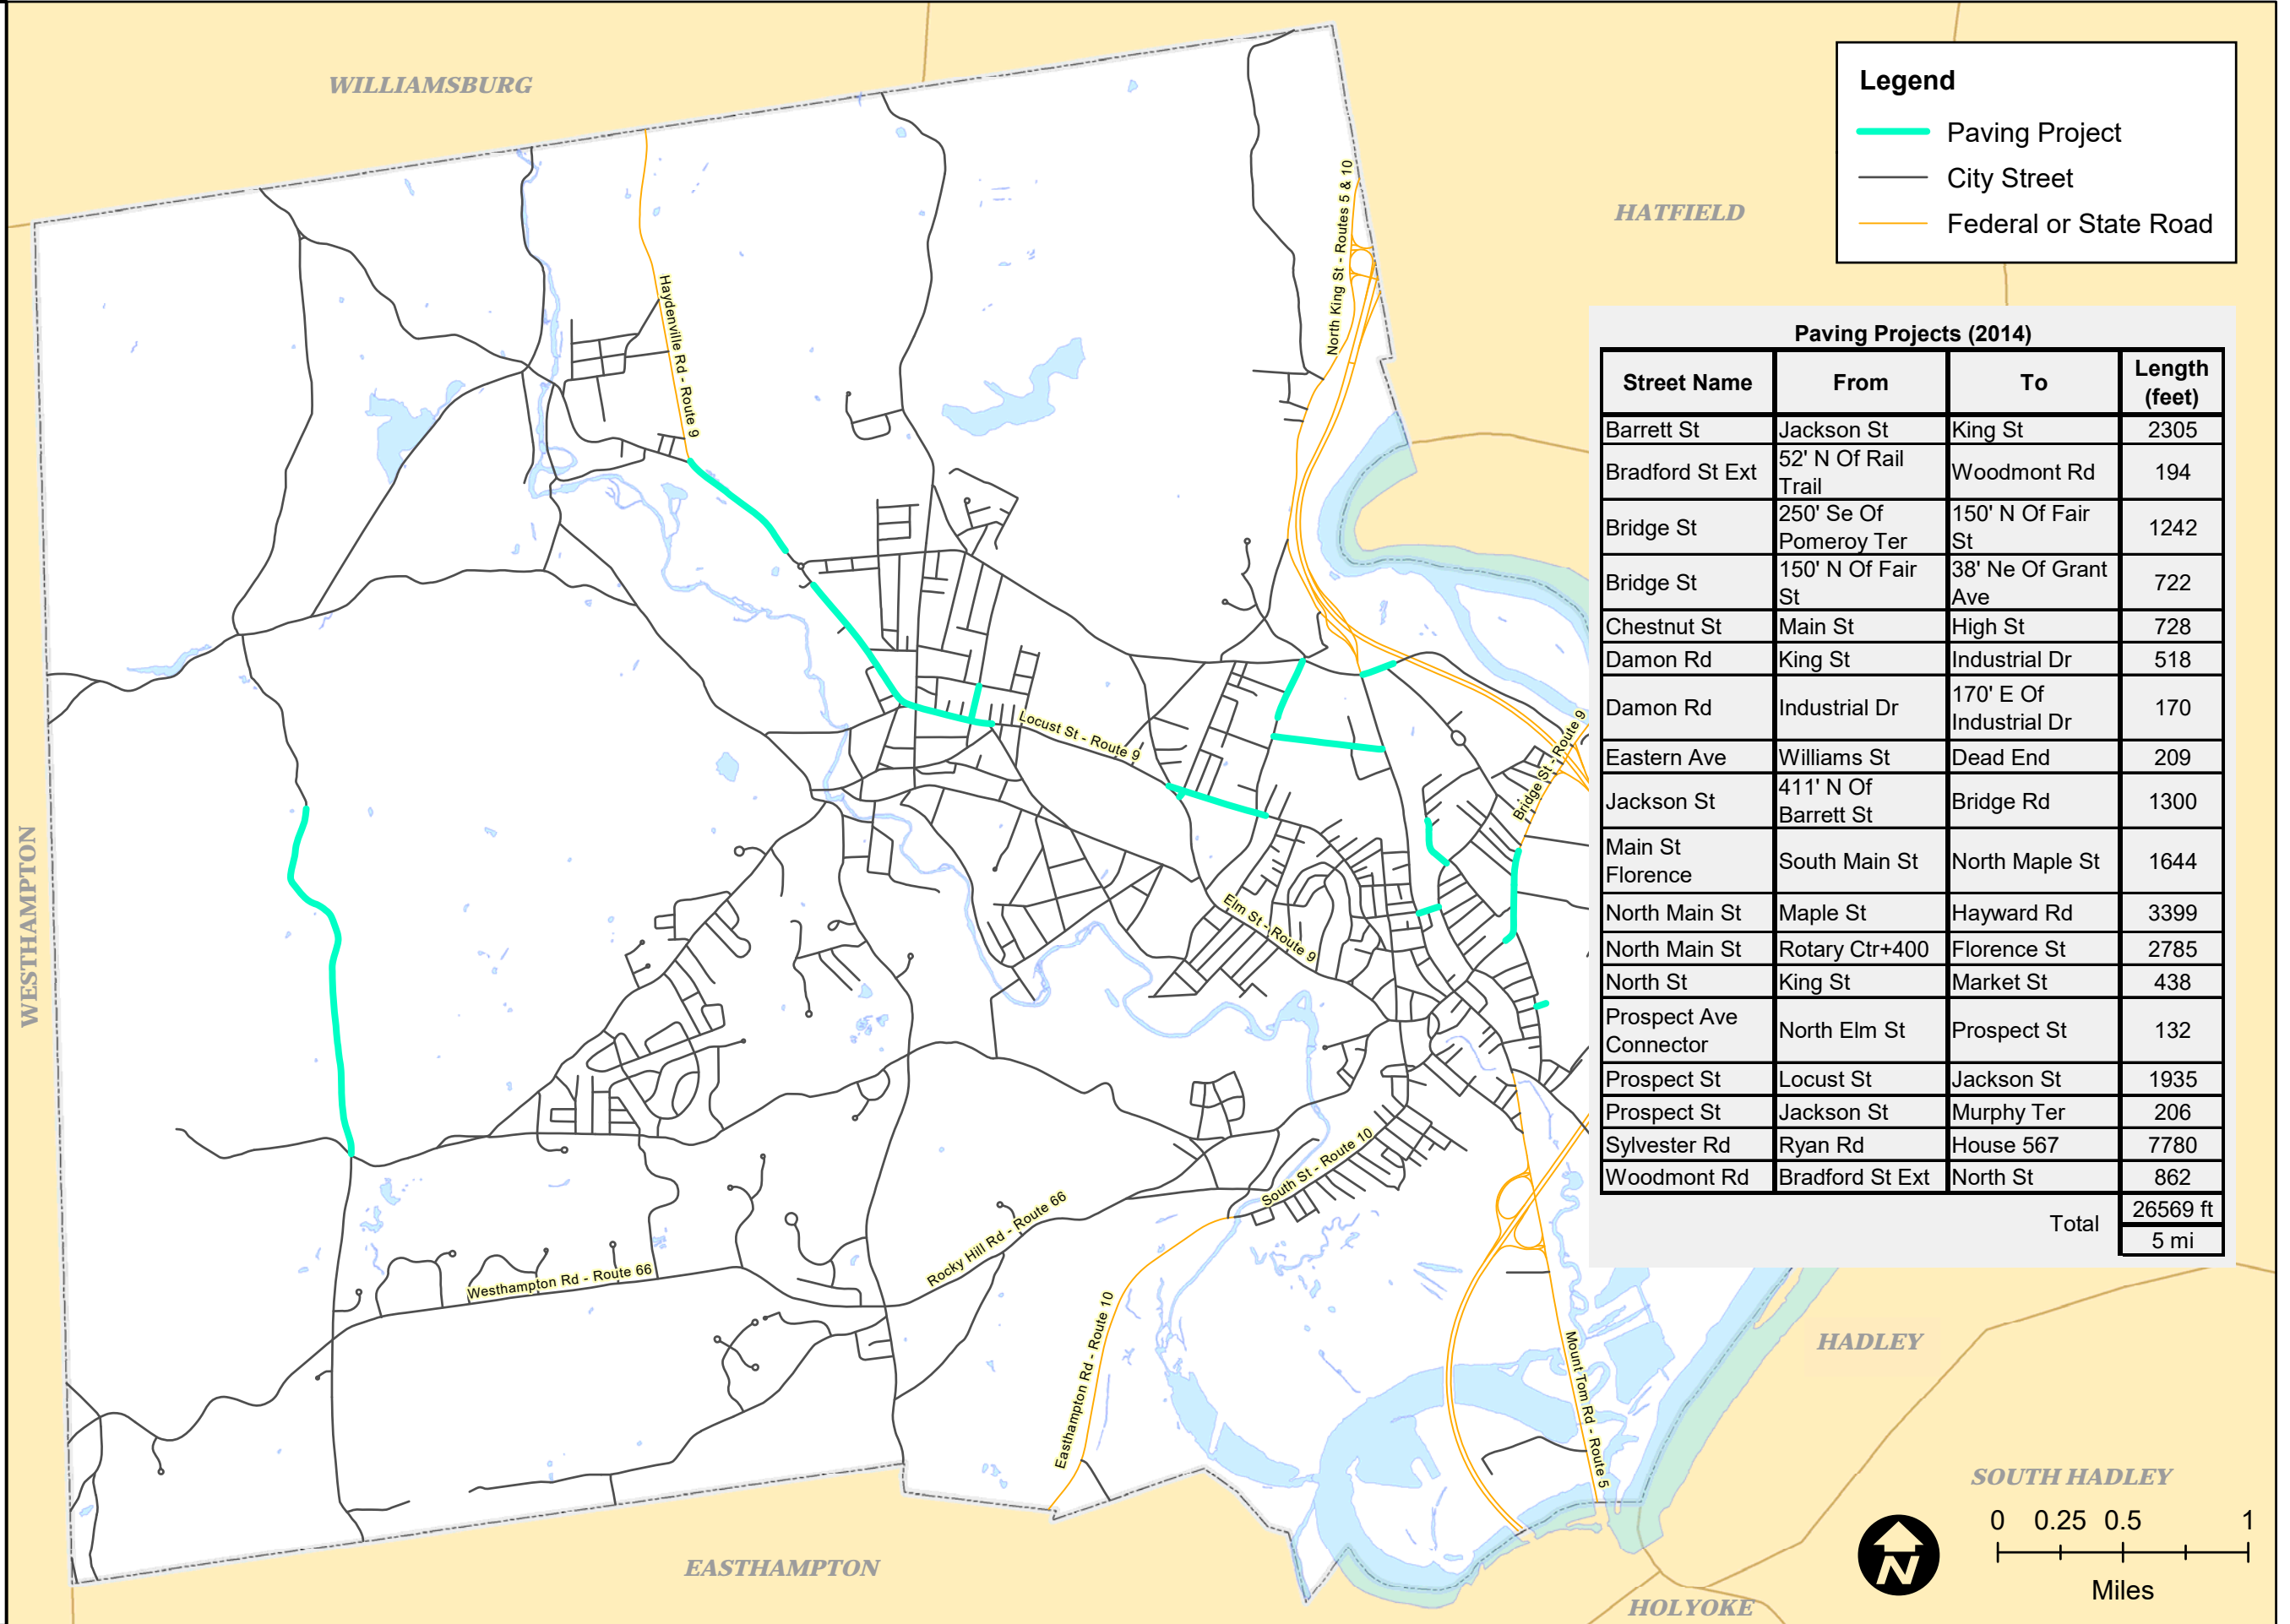 WILLIAMSBURG
HATFIELD
WESTHAMPTON
EASTHAMPTON
HADLEY
SOUTH HADLEY
HOLYOKE
Haydenville Rd - Route 9
North King St - Routes 5 & 10
Locust St - Route 9
Bridge St - Route 9
Elm St - Route 9
South St - Route 10
Rocky Hill Rd - Route 66
Westhampton Rd - Route 66
Easthampton Rd - Route 10
Mount Tom Rd - Route 5
Legend
Paving Project
City Street
Federal or State Road
Paving Projects (2014)
Street Name From To Length (feet)
Barrett St Jackson St King St 2305
Bradford St Ext 52' N Of Rail Trail Woodmont Rd 194
Bridge St 250' Se Of Pomeroy Ter 150' N Of Fair St 1242
Bridge St 150' N Of Fair St 38' Ne Of Grant Ave 722
Chestnut St Main St High St 728
Damon Rd King St Industrial Dr 518
Damon Rd Industrial Dr 170' E Of Industrial Dr 170
Eastern Ave Williams St Dead End 209
Jackson St 411' N Of Barrett St Bridge Rd 1300
Main St Florence South Main St North Maple St 1644
North Main St Maple St Hayward Rd 3399
North Main St Rotary Ctr+400 Florence St 2785
North St King St Market St 438
Prospect Ave Connector North Elm St Prospect St 132
Prospect St Locust St Jackson St 1935
Prospect St Jackson St Murphy Ter 206
Sylvester Rd Ryan Rd House 567 7780
Woodmont Rd Bradford St Ext North St 862
Total 26569 ft
5 mi
N
0 0.25 0.5 1
Miles